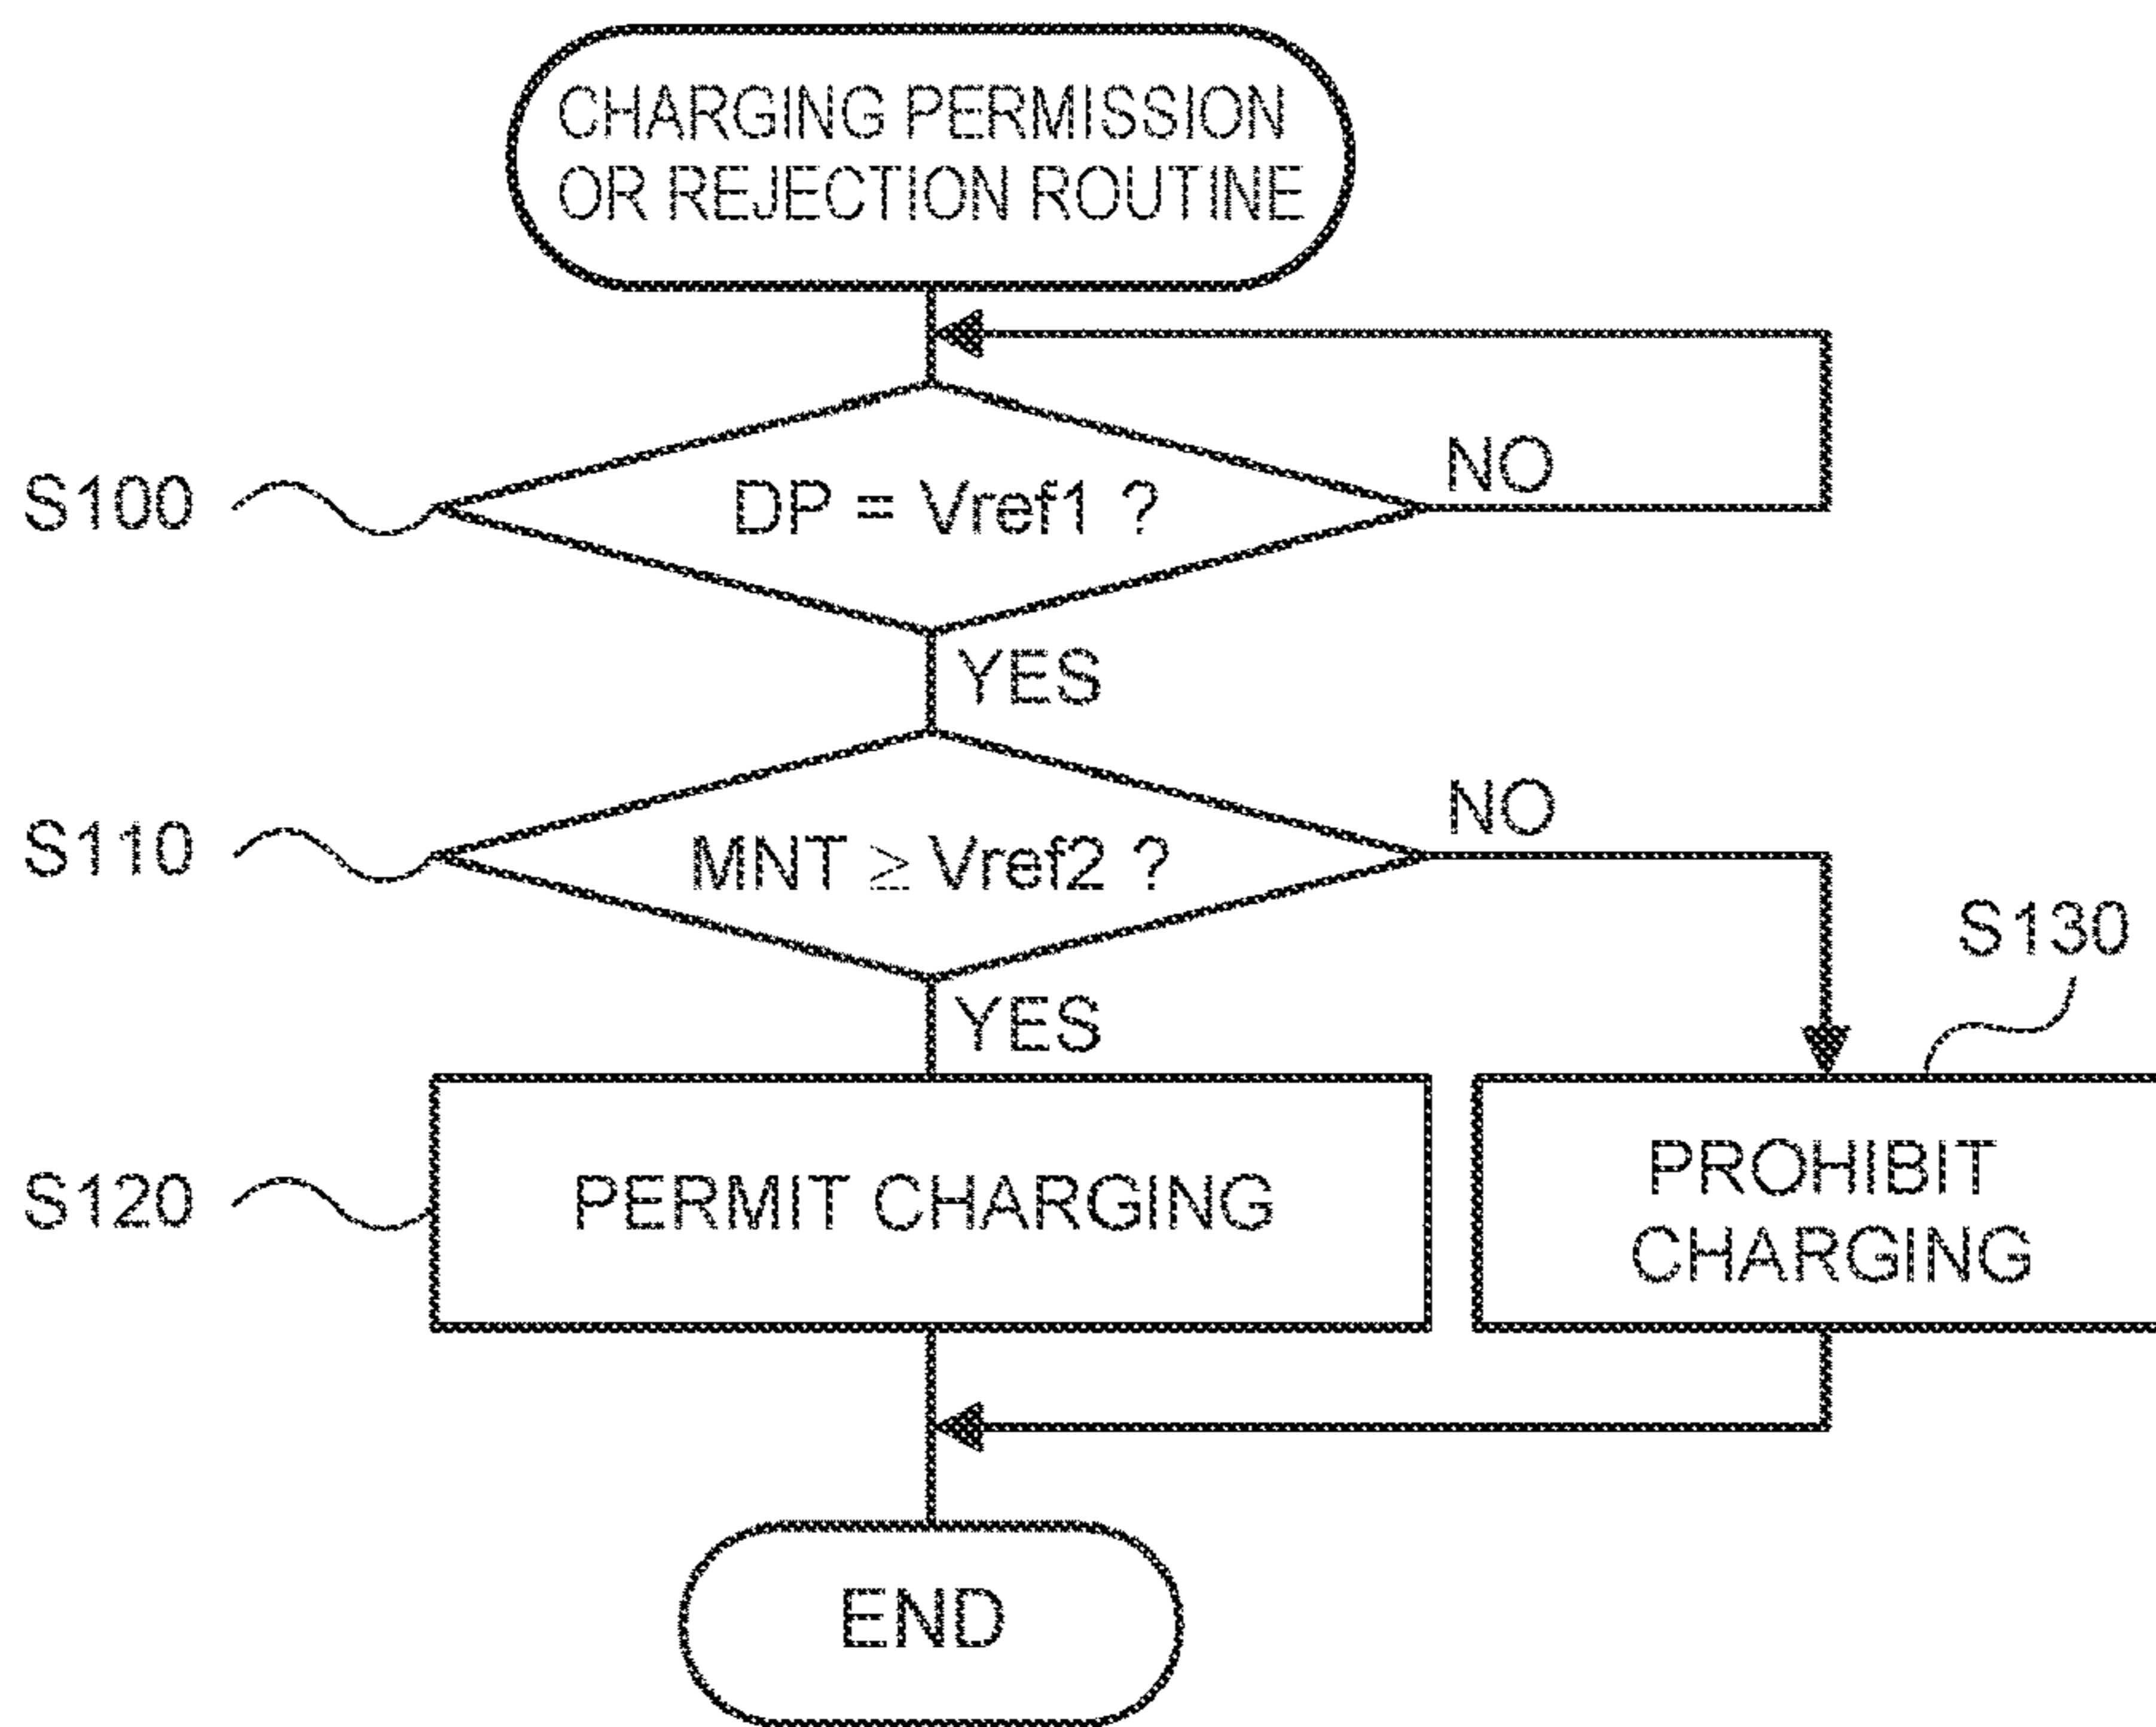 CHARGING PERMISSION
OR REJECTION ROUTINE
S100
DP = Vref1 ?
NO
YES
S110
MNT ≥ Vref2 ?
NO
YES
S130
S120
PERMIT CHARGING
PROHIBIT
CHARGING
END